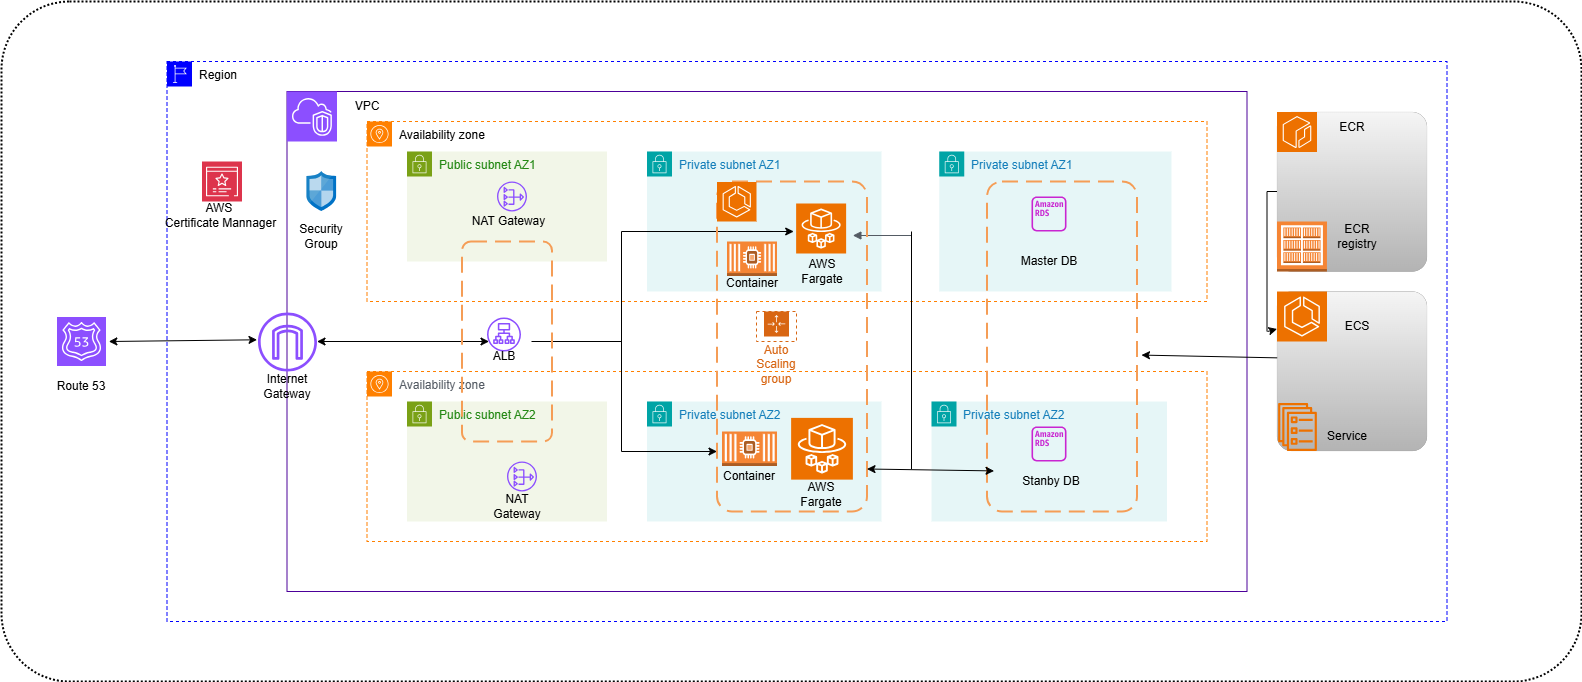 Region
VPC
Availability zone
Public subnet AZ1
NAT Gateway
Private subnet AZ1
Container
AWS
Fargate
Private subnet AZ1
Amazon
RDS
Master DB
ECR
ECR
registry
AWS
Certificate Mannager
Security
Group
53
Route 53
Internet
Gateway
ALB
Auto
Scaling
group
ECS
Service
Availability zone
Public subnet AZ2
NAT
Gateway
Private subnet AZ2
Container
AWS
Fargate
Private subnet AZ2
Amazon
RDS
Stanby DB